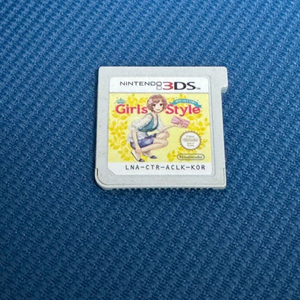 NINTENDO 3DS
Girls Style
Nintendo
LNA-CTR-ACLK-KOR